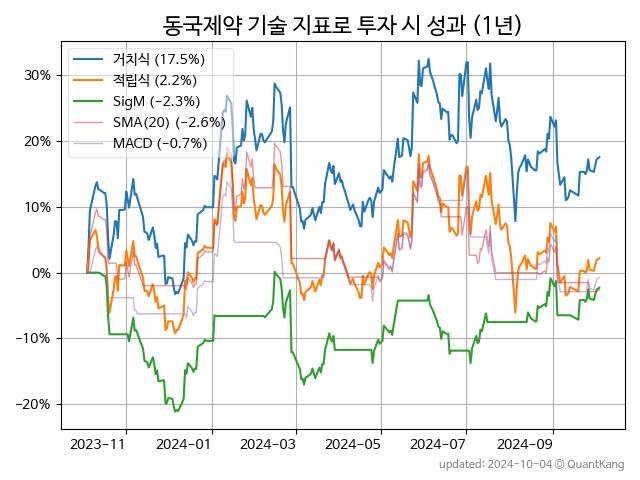 동국제약 기술 지표로 투자 시 성과 (1년)
거치식 (17.5%)
적립식 (2.2%)
SigM (−2.3%)
SMA(20) (−2.6%)
MACD (−0.7%)
30%
20%
10%
0%
−10%
−20%
2023-11 2024-01 2024-03 2024-05 2024-07 2024-09
updated: 2024-10-04 © QuantKang